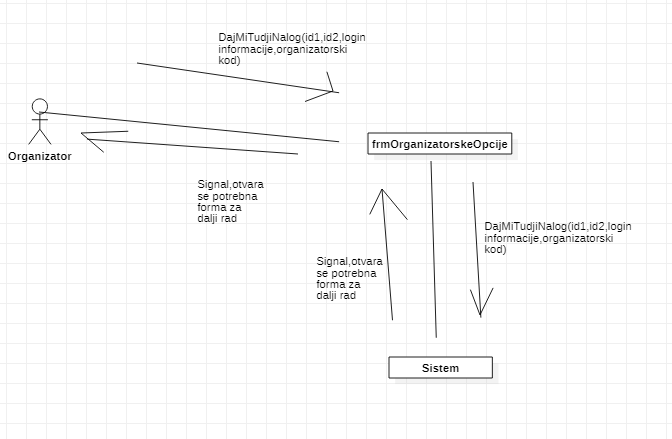 DajMiTudjiNalog(id1,id2,login
informacije,organizatorski
kod)
Organizator
frmOrganizatorskeOpcije
Signal,otvara
se potrebna
forma za
dalji rad
DajMiTudjiNalog(id1,id2,login
informacije,organizatorski
kod)
Signal,otvara
se potrebna
forma za
dalji rad
Sistem